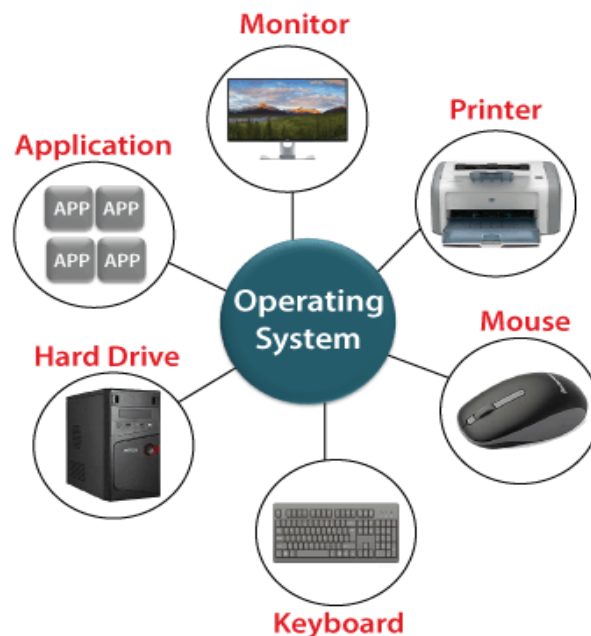 Monitor
Printer
Application
APP APP
APP APP
Operating
System
Mouse
Hard Drive
Keyboard